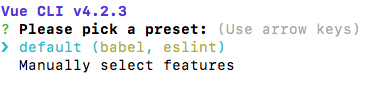 Vue CLI v4.2.3
? Please pick a preset: (Use arrow keys)
❯ default (babel, eslint)
Manually select features